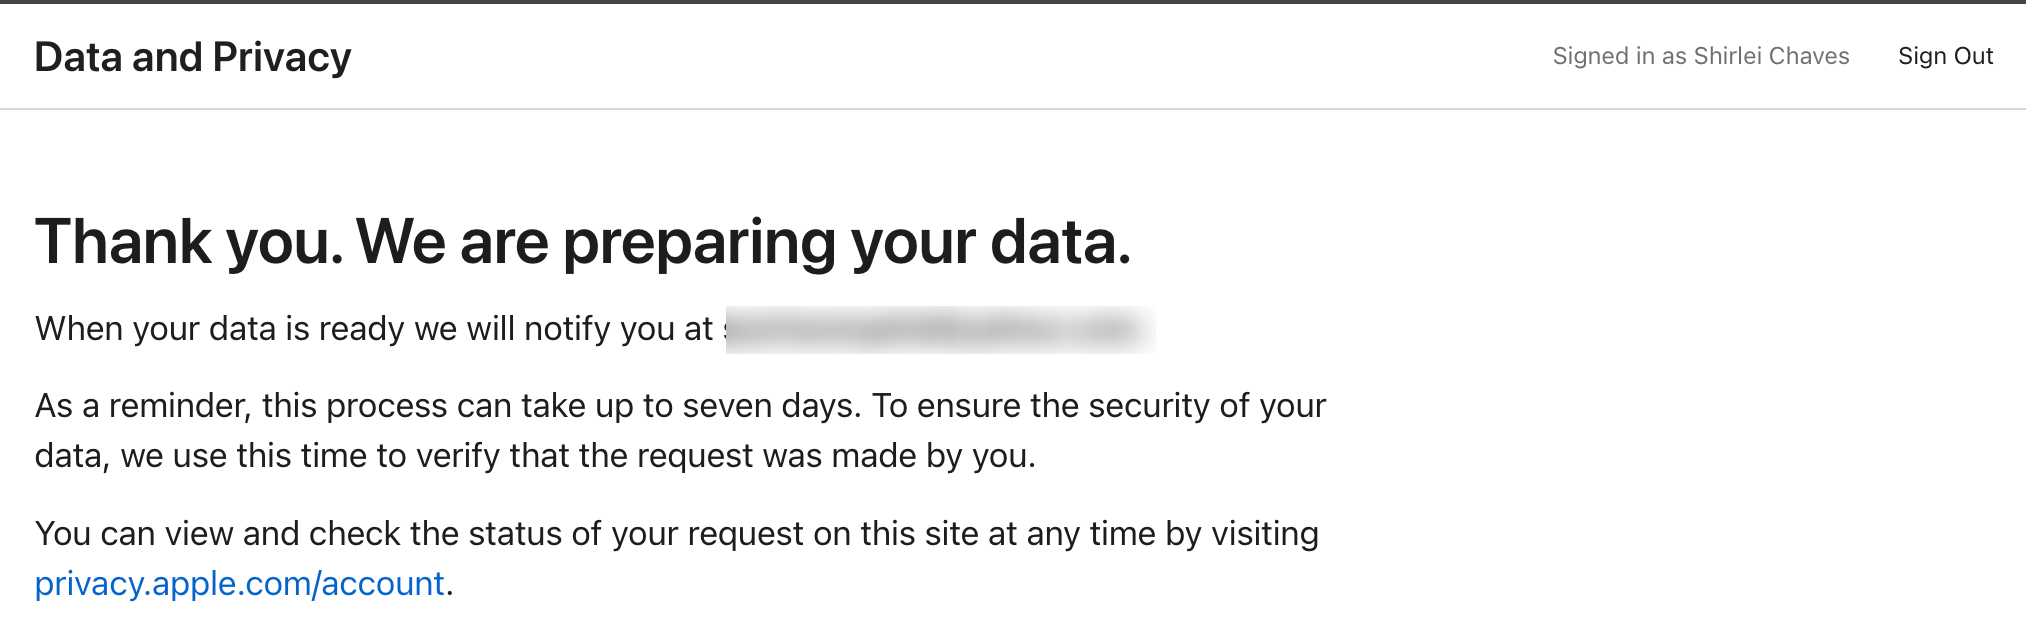 Data and Privacy
Signed in as Shirlei Chaves
Sign Out
Thank you. We are preparing your data.
When your data is ready we will notify you at
As a reminder, this process can take up to seven days. To ensure the security of your
data, we use this time to verify that the request was made by you.
You can view and check the status of your request on this site at any time by visiting
privacy.apple.com/account.